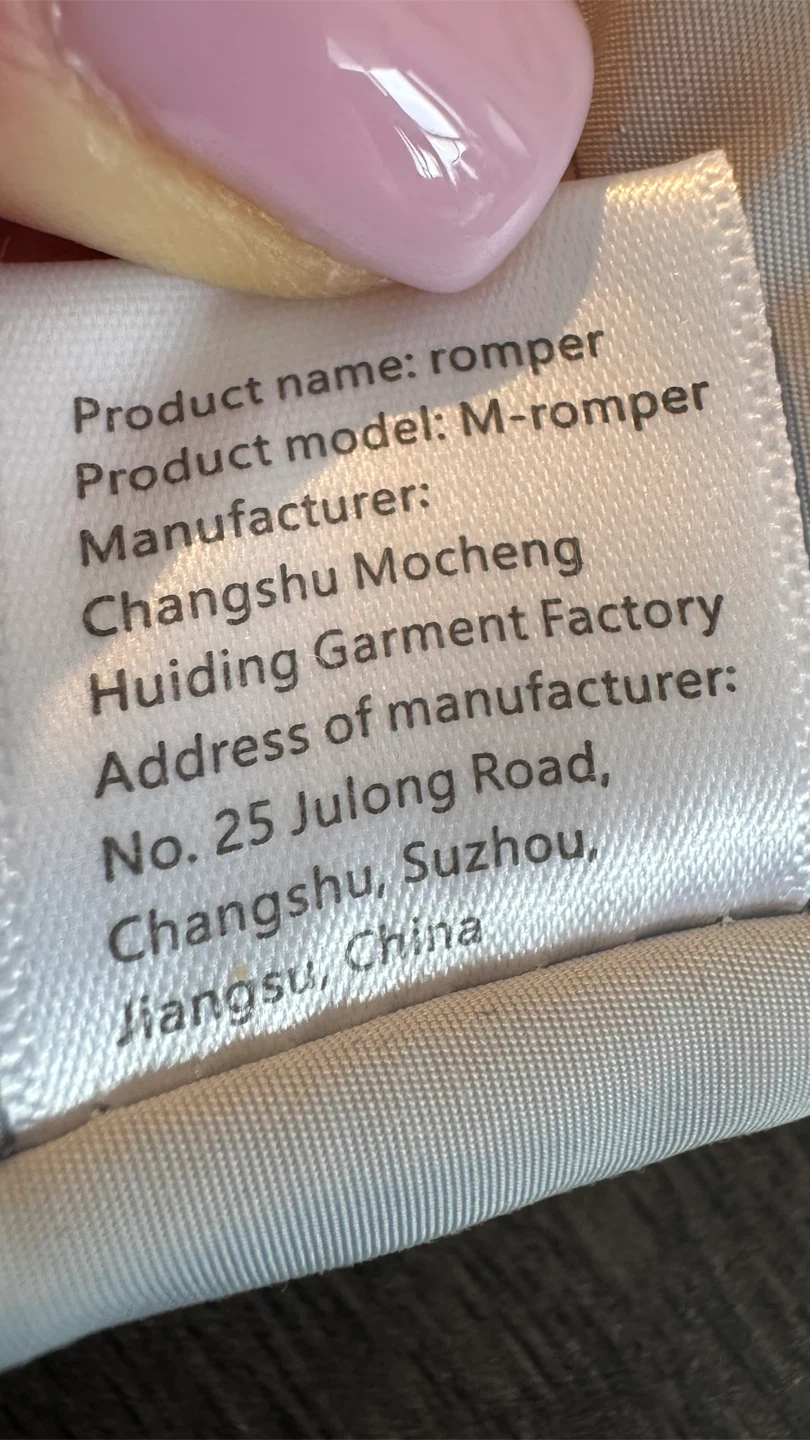 Product name: romper
Product model: M-romper
Manufacturer:
Changshu Mocheng
Huiding Garment Factory
Address of manufacturer:
No. 25 Julong Road,
Changshu, Suzhou,
Jiangsu, China